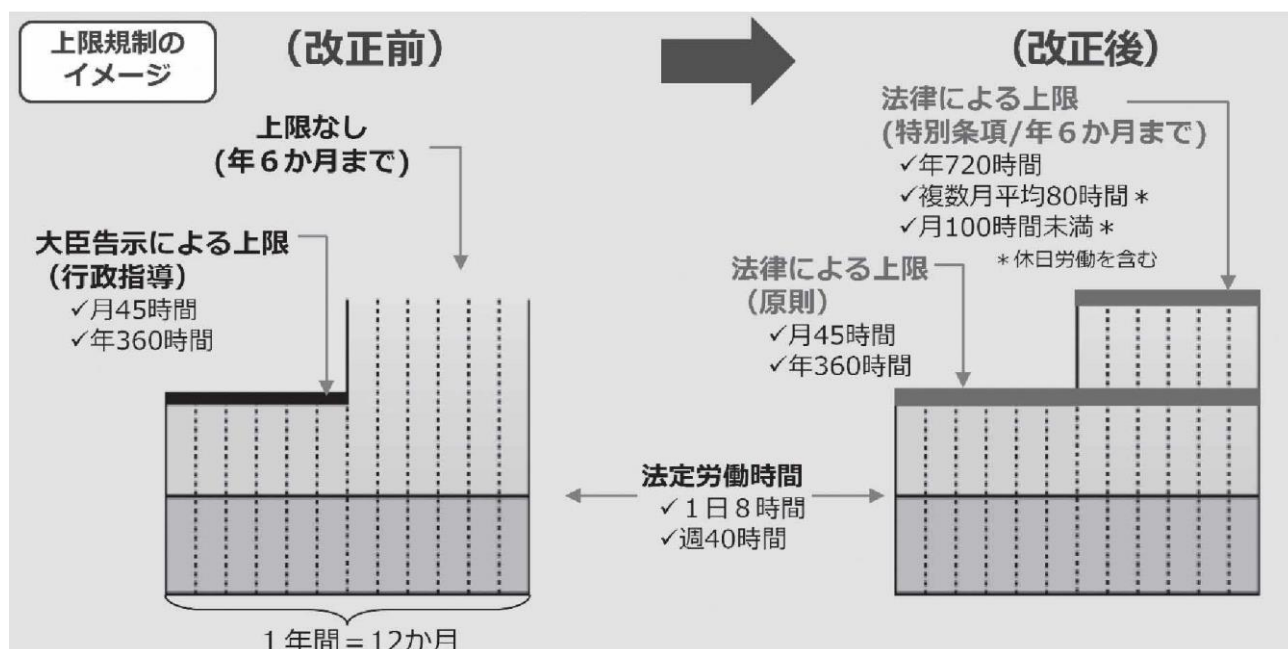 上限規制の
イメージ
（改正前）
（改正後）
上限なし
(年６か月まで)
大臣告示による上限
（行政指導）
✓月45時間
✓年360時間
法律による上限
(特別条項/年６か月まで)
✓年720時間
✓複数月平均80時間＊
✓月100時間未満＊
＊休日労働を含む
法律による上限
（原則）
✓月45時間
✓年360時間
法定労働時間
✓１日８時間
✓週40時間
１年間＝12か月